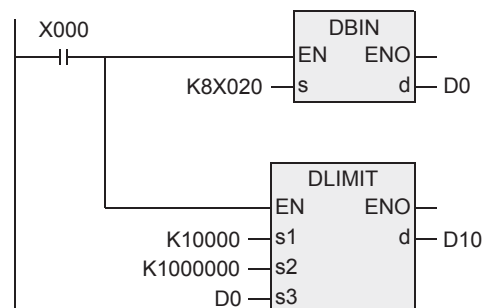 X000
DBIN
EN ENO
K8X020 s d D0
DLIMIT
EN ENO
K10000 s1 d D10
K1000000 s2
D0 s3